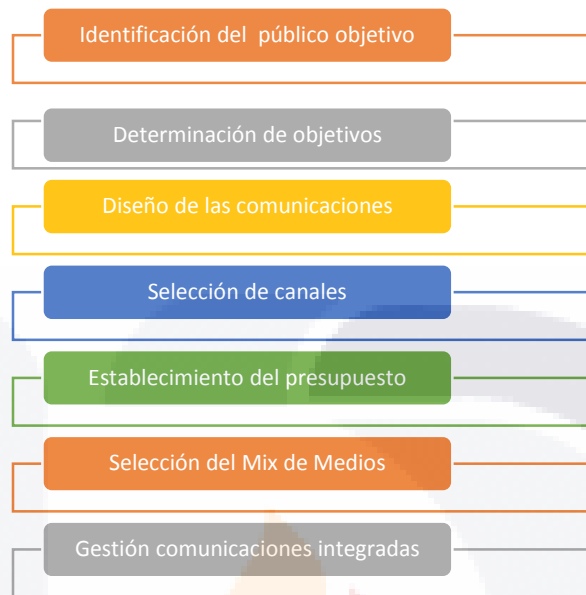 Identificación del público objetivo
Determinación de objetivos
Diseño de las comunicaciones
Selección de canales
Establecimiento del presupuesto
Selección del Mix de Medios
Gestión comunicaciones integradas